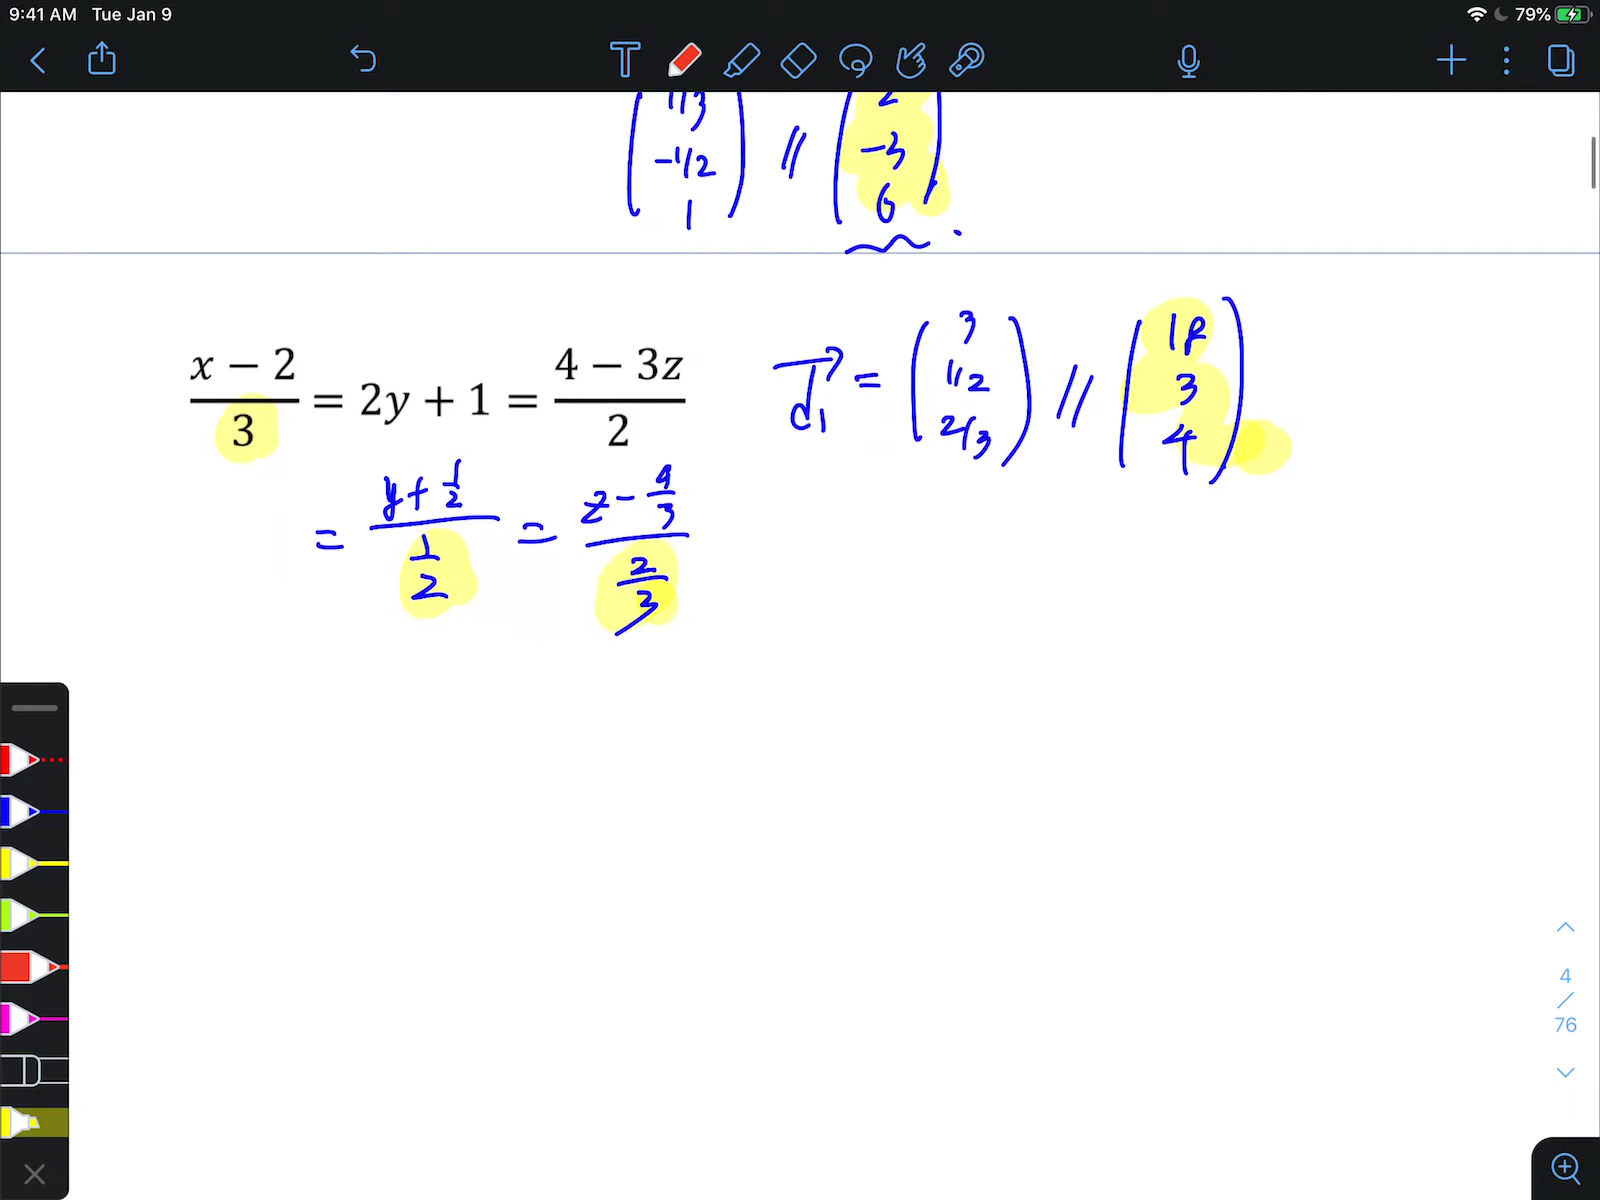 9:41 AM Tue Jan 9 79%
T
( 1/3 -1/2 1 ) // ( 2 -3 6 )
(x − 2)/3 = 2y + 1 = (4 − 3z)/2
d₁ = ( 3 1/2 2/3 ) // ( 18 3 4 )
= (y + 1/2)/(1/2) = (z − 4/3)/(2/3)
4
/
76